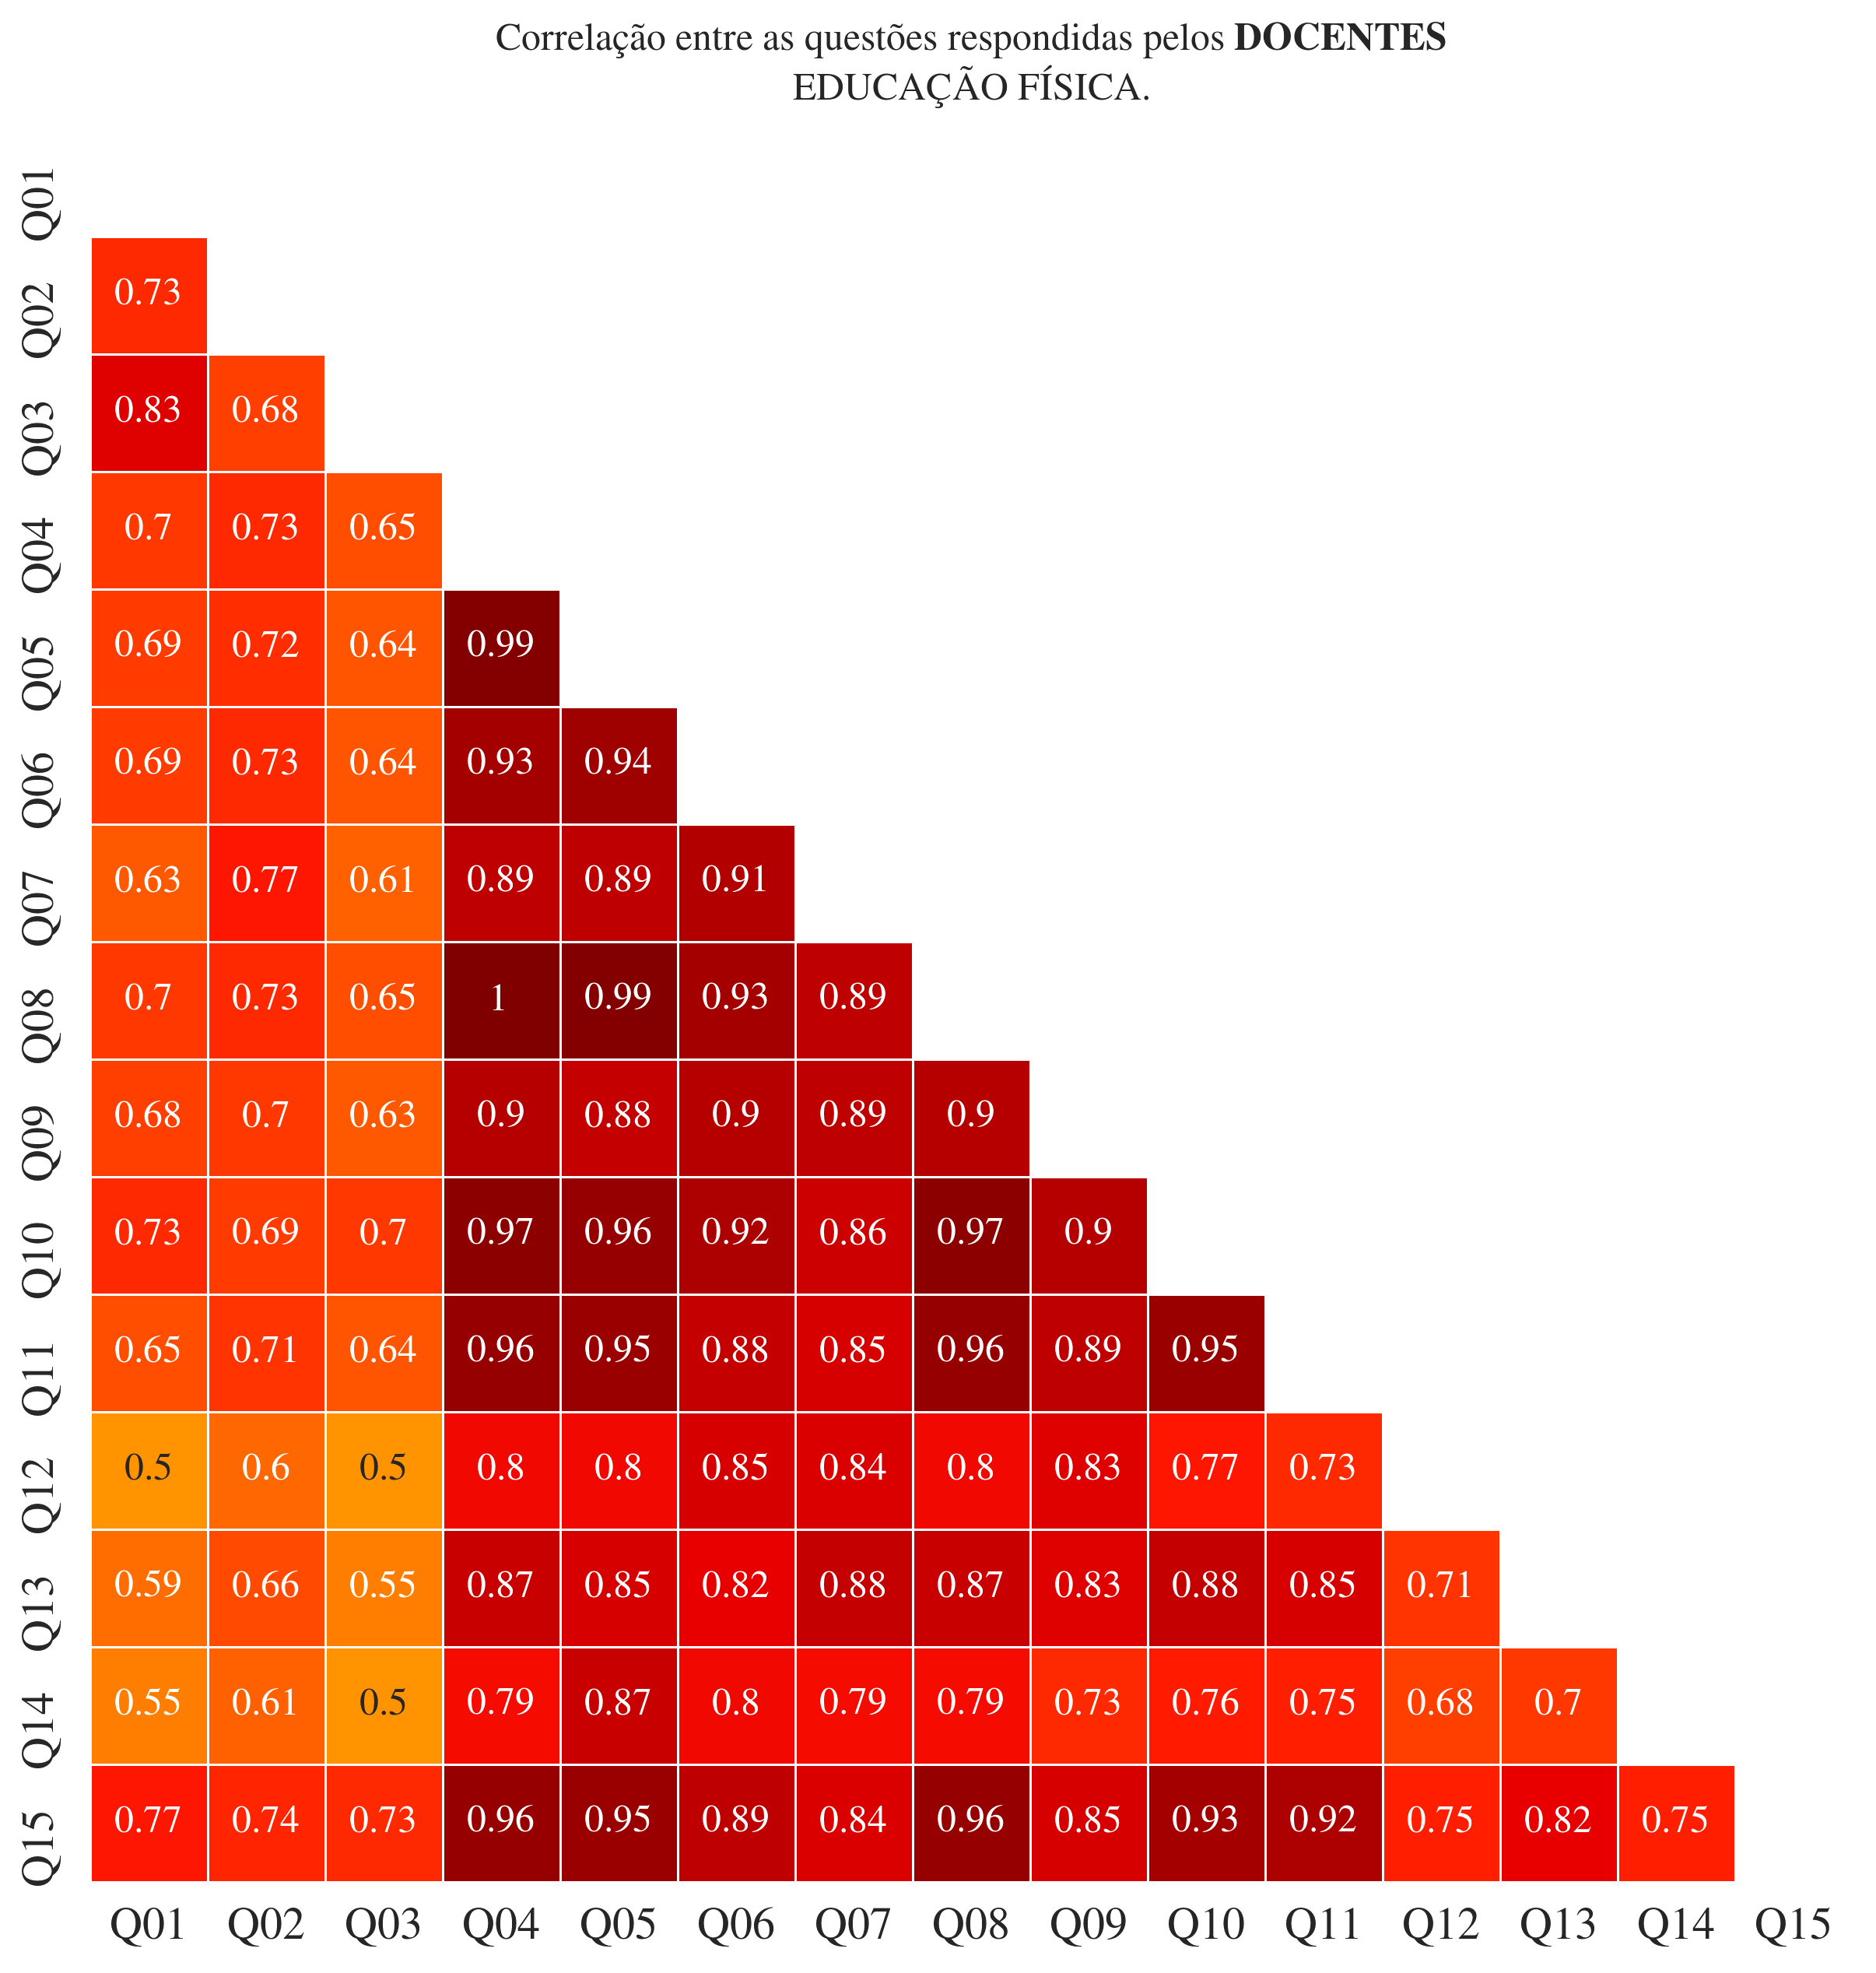 Correlação entre as questões respondidas pelos DOCENTES
EDUCAÇÃO FÍSICA.
Q01
Q02 0.73
Q03 0.83 0.68
Q04 0.7 0.73 0.65
Q05 0.69 0.72 0.64 0.99
Q06 0.69 0.73 0.64 0.93 0.94
Q07 0.63 0.77 0.61 0.89 0.89 0.91
Q08 0.7 0.73 0.65 1 0.99 0.93 0.89
Q09 0.68 0.7 0.63 0.9 0.88 0.9 0.89 0.9
Q10 0.73 0.69 0.7 0.97 0.96 0.92 0.86 0.97 0.9
Q11 0.65 0.71 0.64 0.96 0.95 0.88 0.85 0.96 0.89 0.95
Q12 0.5 0.6 0.5 0.8 0.8 0.85 0.84 0.8 0.83 0.77 0.73
Q13 0.59 0.66 0.55 0.87 0.85 0.82 0.88 0.87 0.83 0.88 0.85 0.71
Q14 0.55 0.61 0.5 0.79 0.87 0.8 0.79 0.79 0.73 0.76 0.75 0.68 0.7
Q15 0.77 0.74 0.73 0.96 0.95 0.89 0.84 0.96 0.85 0.93 0.92 0.75 0.82 0.75
Q01 Q02 Q03 Q04 Q05 Q06 Q07 Q08 Q09 Q10 Q11 Q12 Q13 Q14 Q15